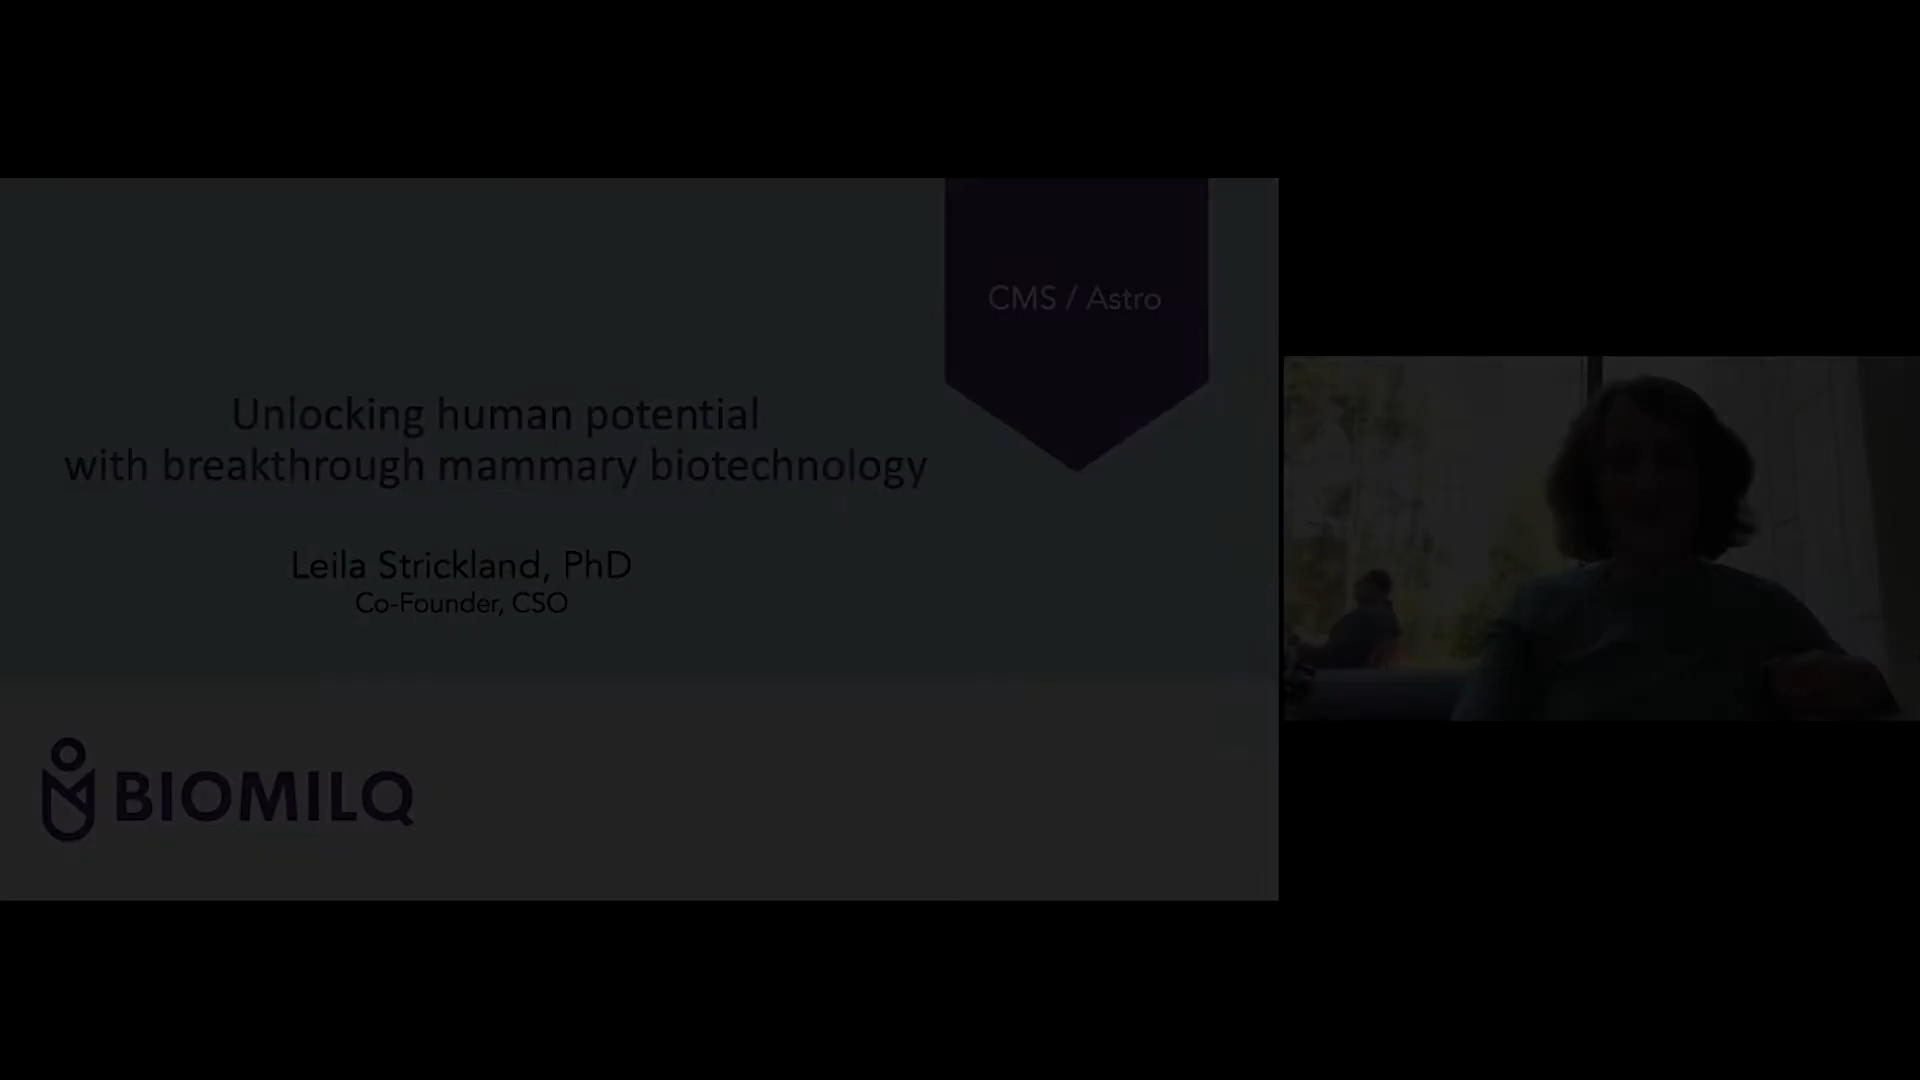 CMS / Astro
Unlocking human potential
with breakthrough mammary biotechnology
Leila Strickland, PhD
Co-Founder, CSO
BIOMILQ